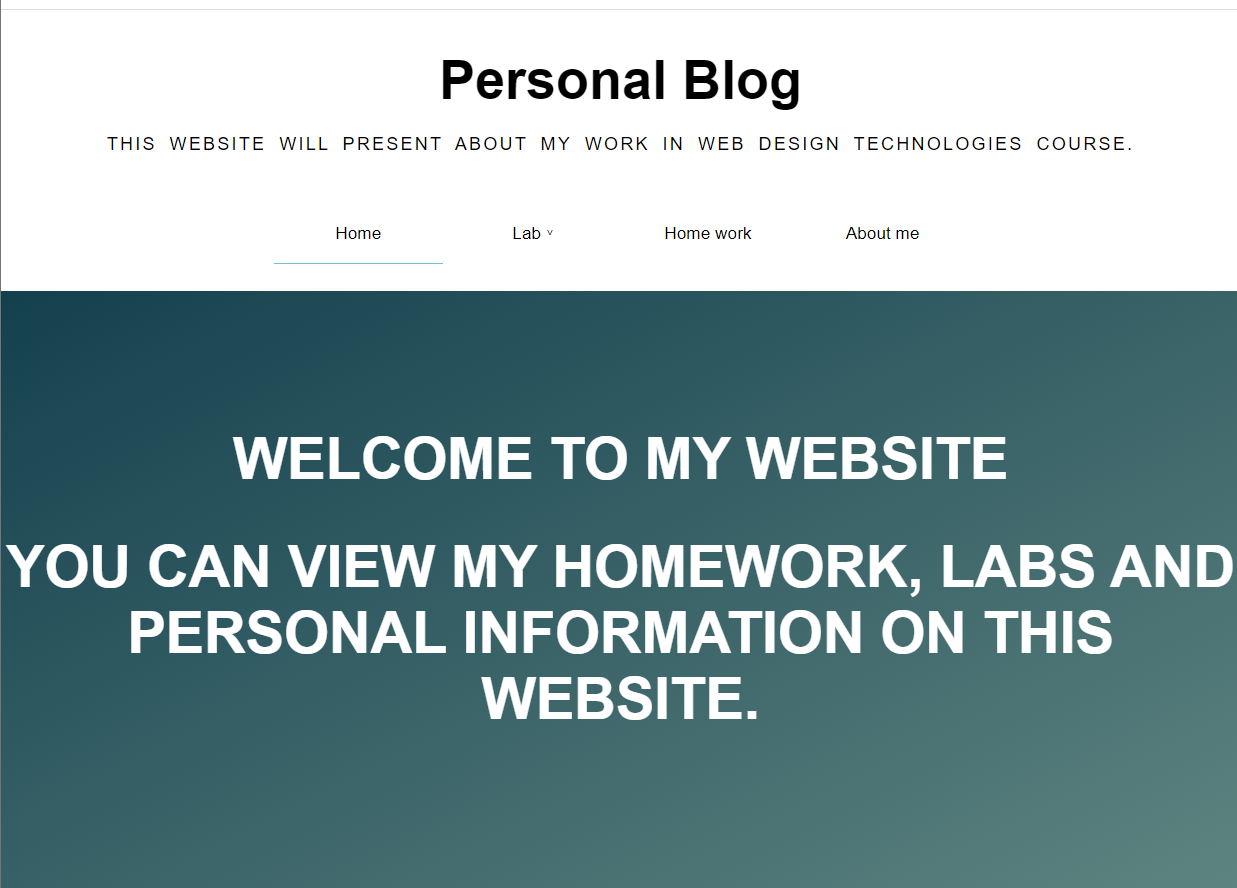 Personal Blog
THIS WEBSITE WILL PRESENT ABOUT MY WORK IN WEB DESIGN TECHNOLOGIES COURSE.
Home Lab ˅ Home work About me
WELCOME TO MY WEBSITE
YOU CAN VIEW MY HOMEWORK, LABS AND
PERSONAL INFORMATION ON THIS
WEBSITE.